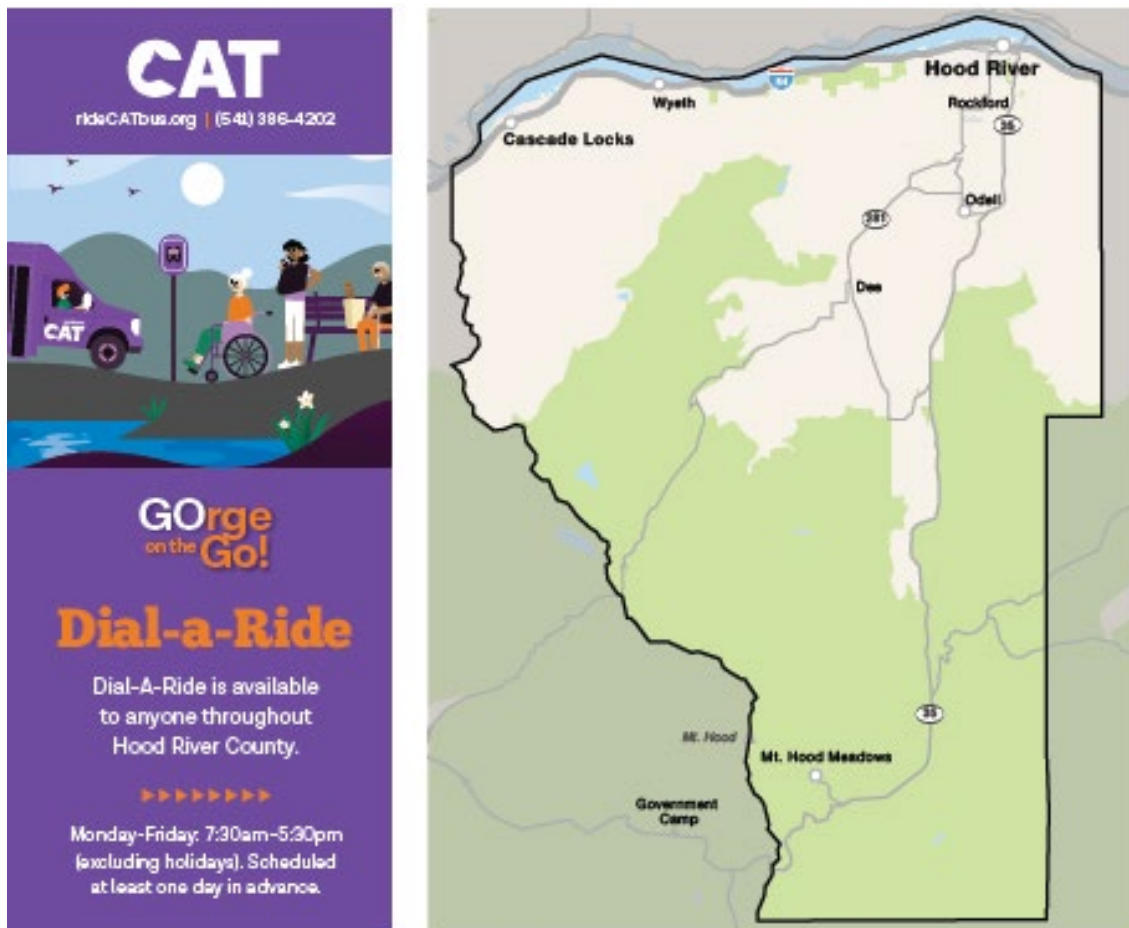 CAT
rideCATbus.org | (541) 386-4202
CAT
GOrge
on the Go!
Dial-a-Ride
Dial-A-Ride is available
to anyone throughout
Hood River County.
Monday-Friday: 7:30am-5:30pm
(excluding holidays). Scheduled
at least one day in advance.
Hood River
84
Wyeth
Rockford
35
Cascade Locks
Odell
281
Dee
35
Mt. Hood
Mt. Hood Meadows
Government
Camp